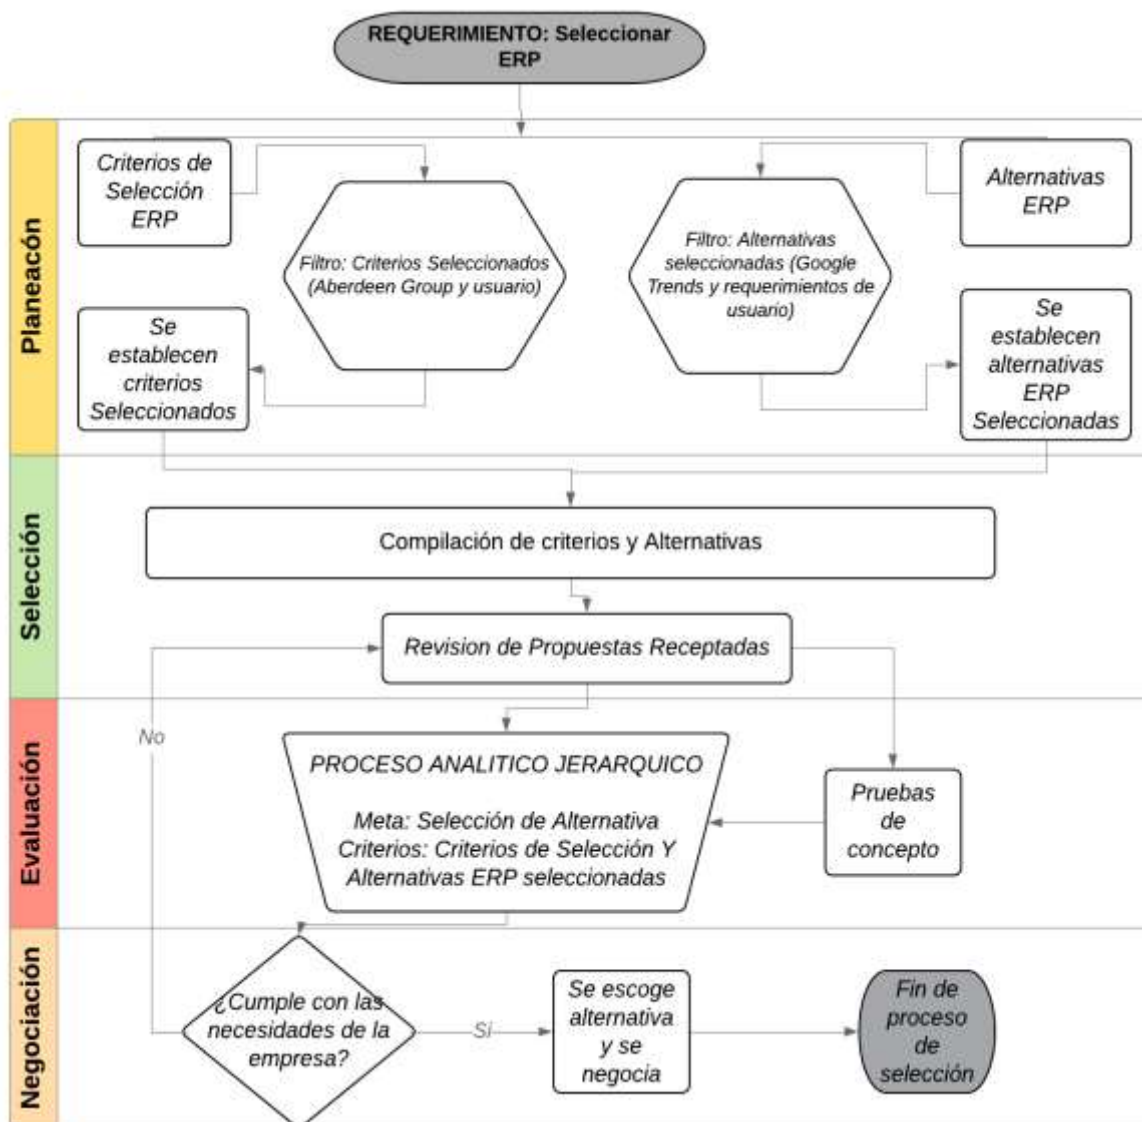 REQUERIMIENTO: Seleccionar
ERP
Planeacón
Criterios de
Selección
ERP
Filtro: Criterios Seleccionados
(Aberdeen Group y usuario)
Filtro: Alternativas
seleccionadas (Google
Trends y requerimientos de
usuario)
Alternativas
ERP
Se
establecen
criterios
Seleccionados
Se
establecen
alternativas
ERP
Seleccionadas
Selección
Compilación de criterios y Alternativas
Revision de Propuestas Receptadas
Evaluación
No
PROCESO ANALITICO JERARQUICO
Meta: Selección de Alternativa
Criterios: Criterios de Selección Y
Alternativas ERP seleccionadas
Pruebas
de
concepto
Negociación
¿Cumple con las
necesidades de la
empresa?
Si
Se escoge
alternativa
y se
negocia
Fin de
proceso
de
selección